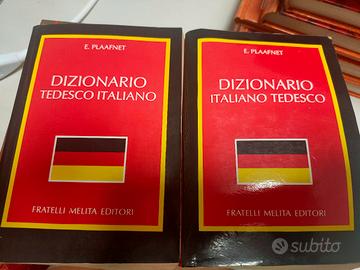 E. PLAAFNET
DIZIONARIO
TEDESCO ITALIANO
FRATELLI MELITA EDITORI
E. PLAAFNET
DIZIONARIO
ITALIANO TEDESCO
FRATELLI MELITA EDITORI
subito